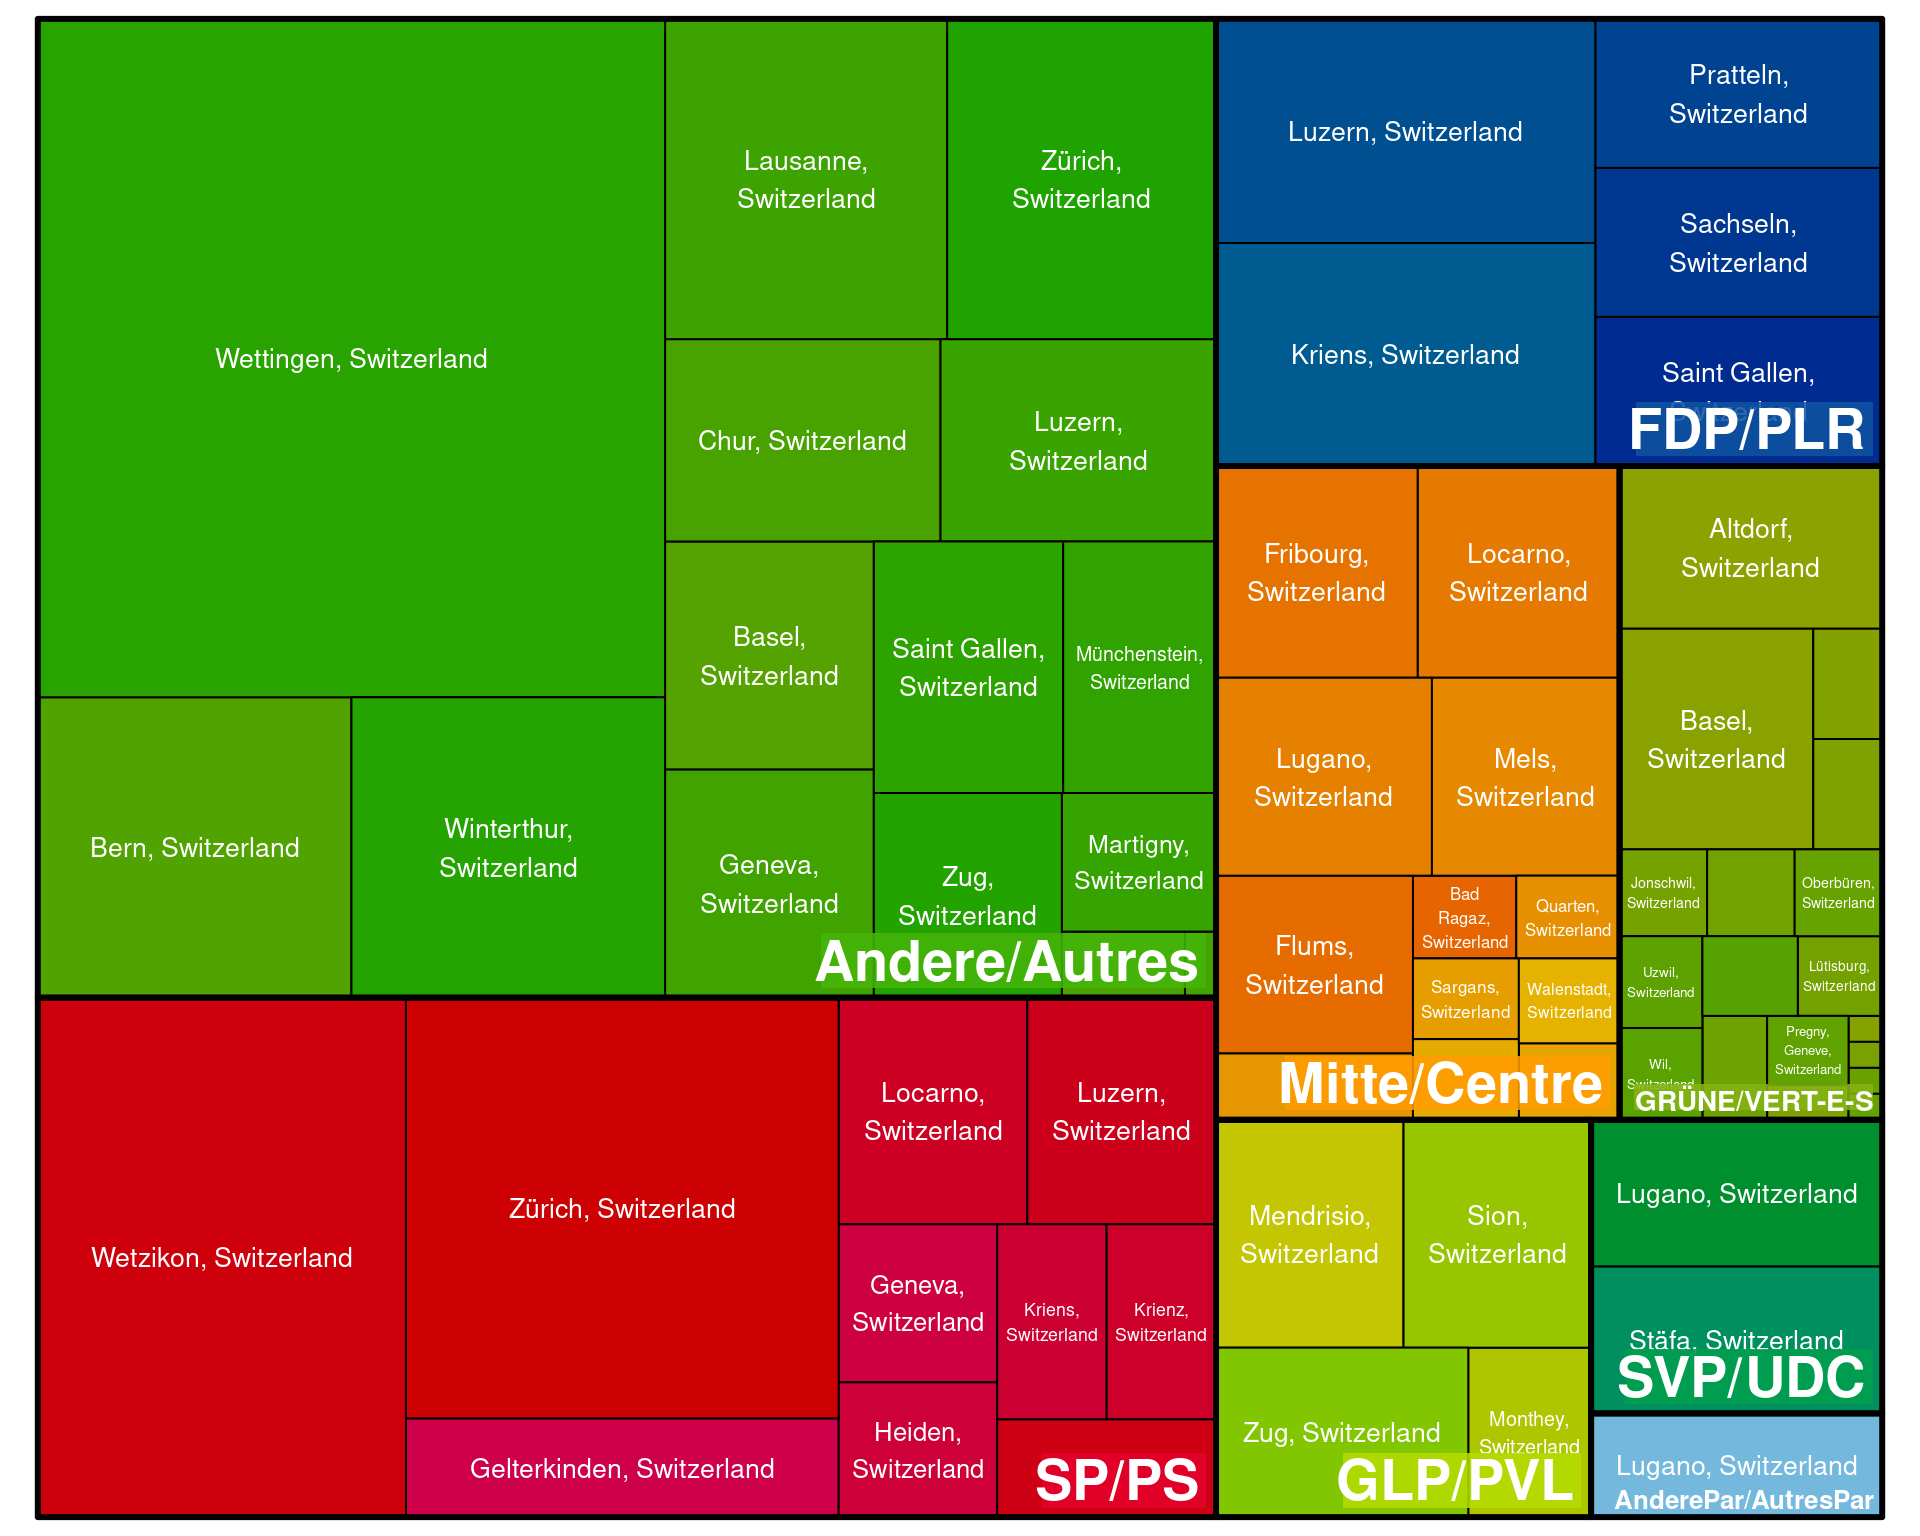 Wettingen, Switzerland
Lausanne,
Switzerland
Zürich,
Switzerland
Chur, Switzerland
Luzern,
Switzerland
Basel,
Switzerland
Saint Gallen,
Switzerland
Münchenstein,
Switzerland
Bern, Switzerland
Winterthur,
Switzerland
Geneva,
Switzerland
Zug,
Switzerland
Martigny,
Switzerland
Andere/Autres
Luzern, Switzerland
Pratteln,
Switzerland
Sachseln,
Switzerland
Kriens, Switzerland
Saint Gallen,
Switzerland
FDP/PLR
Fribourg,
Switzerland
Locarno,
Switzerland
Lugano,
Switzerland
Mels,
Switzerland
Flums,
Switzerland
Bad
Ragaz,
Switzerland
Quarten,
Switzerland
Sargans,
Switzerland
Walenstadt,
Switzerland
Mitte/Centre
Altdorf,
Switzerland
Basel,
Switzerland
Jonschwil,
Switzerland
Oberbüren,
Switzerland
Uzwil,
Switzerland
Lütisburg,
Switzerland
Pregny,
Geneve,
Switzerland
Wil,
Switzerland
GRÜNE/VERT-E-S
Wetzikon, Switzerland
Zürich, Switzerland
Locarno,
Switzerland
Luzern,
Switzerland
Geneva,
Switzerland
Kriens,
Switzerland
Krienz,
Switzerland
Gelterkinden, Switzerland
Heiden,
Switzerland
SP/PS
Mendrisio,
Switzerland
Sion,
Switzerland
Zug, Switzerland
Monthey,
Switzerland
GLP/PVL
Lugano, Switzerland
Stäfa, Switzerland
SVP/UDC
Lugano, Switzerland
AnderePar/AutresPar